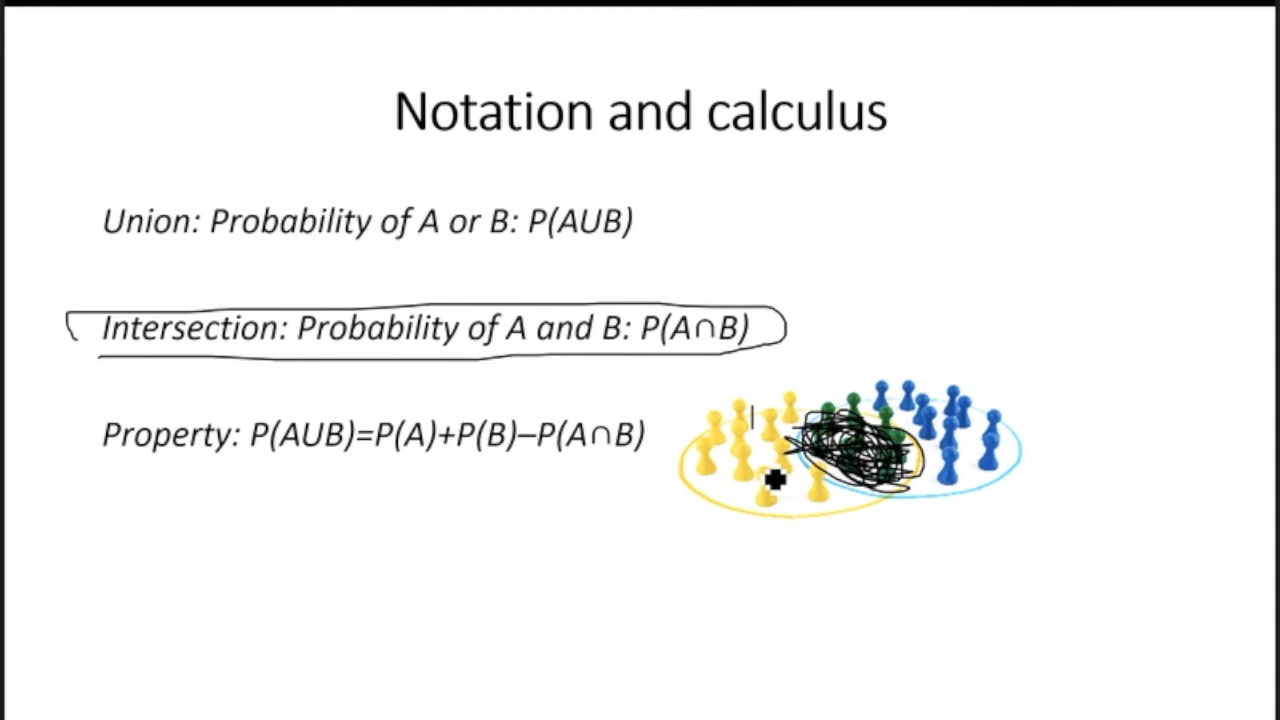 Notation and calculus
Union: Probability of A or B: P(AUB)
Intersection: Probability of A and B: P(A∩B)
Property: P(AUB)=P(A)+P(B)–P(A∩B)